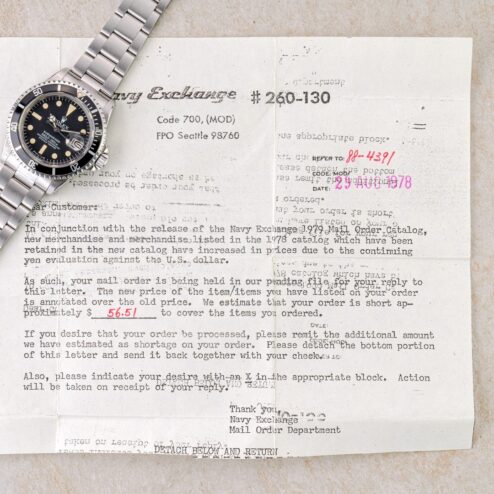 Navy Exchange # 260-130
Code 700, (MOD)
FPO Seattle 98760
REFER TO: 88-4391
CODE: MOD/
DATE: 29 AUG 1978
Dear Customer:
In conjunction with the release of the Navy Exchange 1979 Mail Order Catalog,
new merchandise and merchandise listed in the 1978 catalog which have been
retained in the new catalog have increased in prices due to the continuing
yen evaluation against the U.S. dollar.
As such, your mail order is being held in our pending file for your reply to
this letter. The new price of the item/items you have listed on your order
is annotated over the old price. We estimate that your order is short ap-
proximately $ 56.51 to cover the items you ordered.
If you desire that your order be processed, please remit the additional amount
we have estimated as shortage on your order. Please detach the bottom portion
of this letter and send it back together with your check.
Also, please indicate your desire with an X in the appropriate block. Action
will be taken on receipt of your reply.
Thank you,
Navy Exchange
Mail Order Department
DETACH BELOW AND RETURN